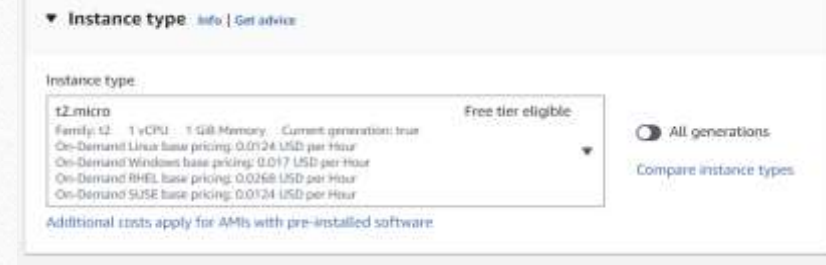 Instance type Info | Get advice
Instance type
t2.micro Free tier eligible
Family: t2 1 vCPU 1 GiB Memory Current generation: true
On-Demand Linux base pricing: 0.0124 USD per Hour
On-Demand Windows base pricing: 0.017 USD per Hour
On-Demand RHEL base pricing: 0.0268 USD per Hour
On-Demand SUSE base pricing: 0.0124 USD per Hour
All generations
Compare instance types
Additional costs apply for AMIs with pre-installed software